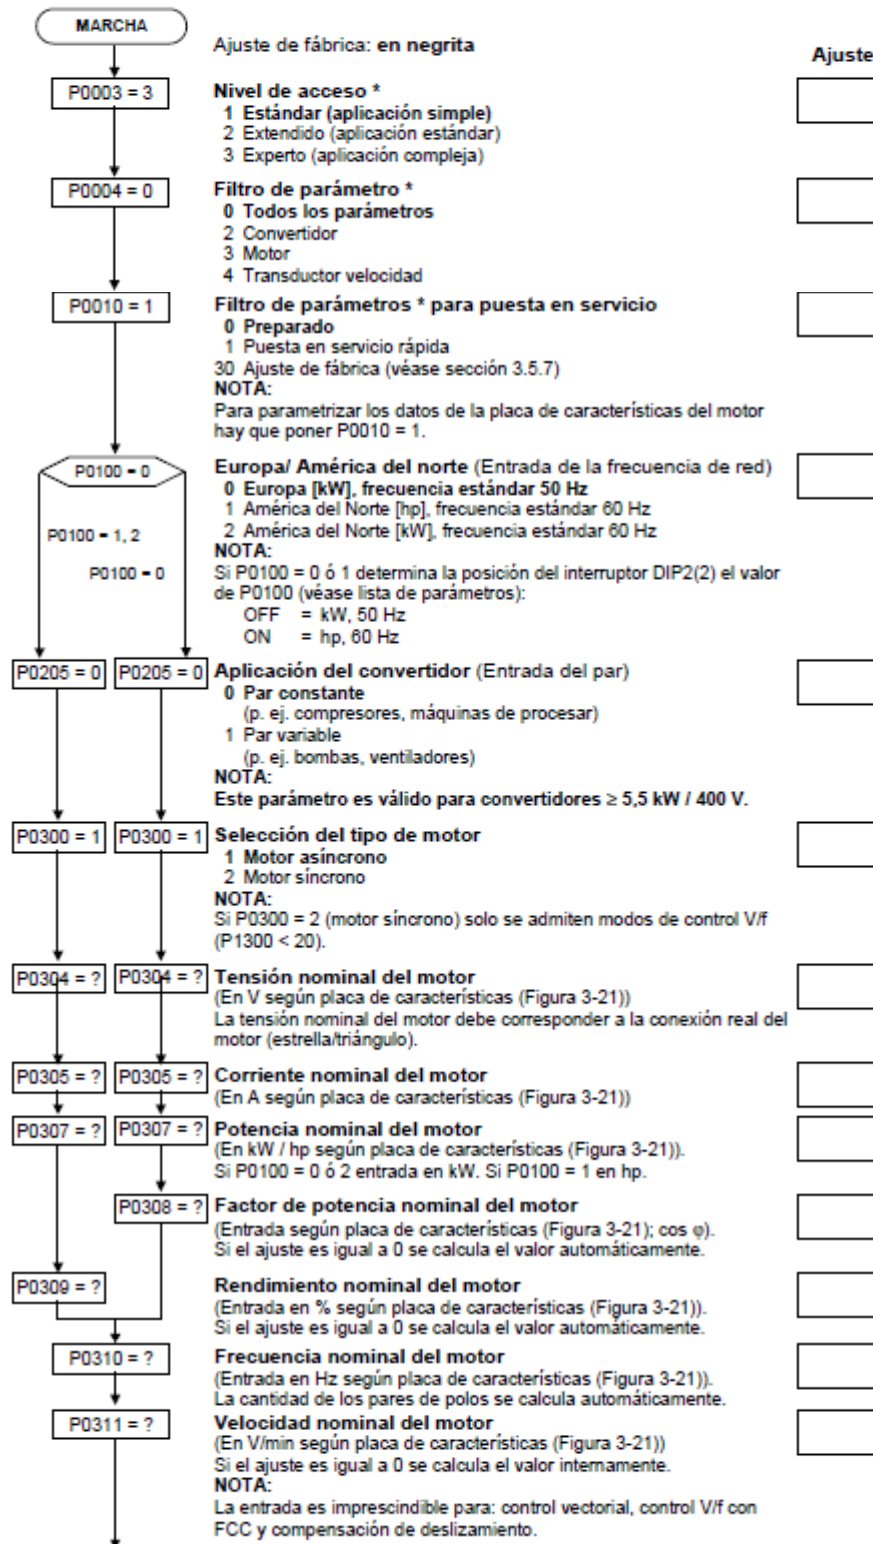 MARCHA
Ajuste de fábrica: en negrita
Ajuste
P0003 = 3
Nivel de acceso *
1 Estándar (aplicación simple)
2 Extendido (aplicación estándar)
3 Experto (aplicación compleja)
P0004 = 0
Filtro de parámetro *
0 Todos los parámetros
2 Convertidor
3 Motor
4 Transductor velocidad
P0010 = 1
Filtro de parámetros * para puesta en servicio
0 Preparado
1 Puesta en servicio rápida
30 Ajuste de fábrica (véase sección 3.5.7)
NOTA:
Para parametrizar los datos de la placa de características del motor
hay que poner P0010 = 1.
P0100 = 0
P0100 = 1, 2
P0100 = 0
Europa/ América del norte (Entrada de la frecuencia de red)
0 Europa [kW], frecuencia estándar 50 Hz
1 América del Norte [hp], frecuencia estándar 60 Hz
2 América del Norte [kW], frecuencia estándar 60 Hz
NOTA:
Si P0100 = 0 ó 1 determina la posición del interruptor DIP2(2) el valor
de P0100 (véase lista de parámetros):
OFF = kW, 50 Hz
ON = hp, 60 Hz
P0205 = 0 P0205 = 0
Aplicación del convertidor (Entrada del par)
0 Par constante
(p. ej. compresores, máquinas de procesar)
1 Par variable
(p. ej. bombas, ventiladores)
NOTA:
Este parámetro es válido para convertidores ≥ 5,5 kW / 400 V.
P0300 = 1 P0300 = 1
Selección del tipo de motor
1 Motor asíncrono
2 Motor síncrono
NOTA:
Si P0300 = 2 (motor síncrono) solo se admiten modos de control V/f
(P1300 < 20).
P0304 = ? P0304 = ?
Tensión nominal del motor
(En V según placa de características (Figura 3-21))
La tensión nominal del motor debe corresponder a la conexión real del
motor (estrella/triángulo).
P0305 = ? P0305 = ?
Corriente nominal del motor
(En A según placa de características (Figura 3-21))
P0307 = ? P0307 = ?
Potencia nominal del motor
(En kW / hp según placa de características (Figura 3-21)).
Si P0100 = 0 ó 2 entrada en kW. Si P0100 = 1 en hp.
P0308 = ?
Factor de potencia nominal del motor
(Entrada según placa de características (Figura 3-21); cos φ).
Si el ajuste es igual a 0 se calcula el valor automáticamente.
P0309 = ?
Rendimiento nominal del motor
(Entrada en % según placa de características (Figura 3-21)).
Si el ajuste es igual a 0 se calcula el valor automáticamente.
P0310 = ?
Frecuencia nominal del motor
(Entrada en Hz según placa de características (Figura 3-21)).
La cantidad de los pares de polos se calcula automáticamente.
P0311 = ?
Velocidad nominal del motor
(En V/min según placa de características (Figura 3-21))
Si el ajuste es igual a 0 se calcula el valor internamente.
NOTA:
La entrada es imprescindible para: control vectorial, control V/f con
FCC y compensación de deslizamiento.